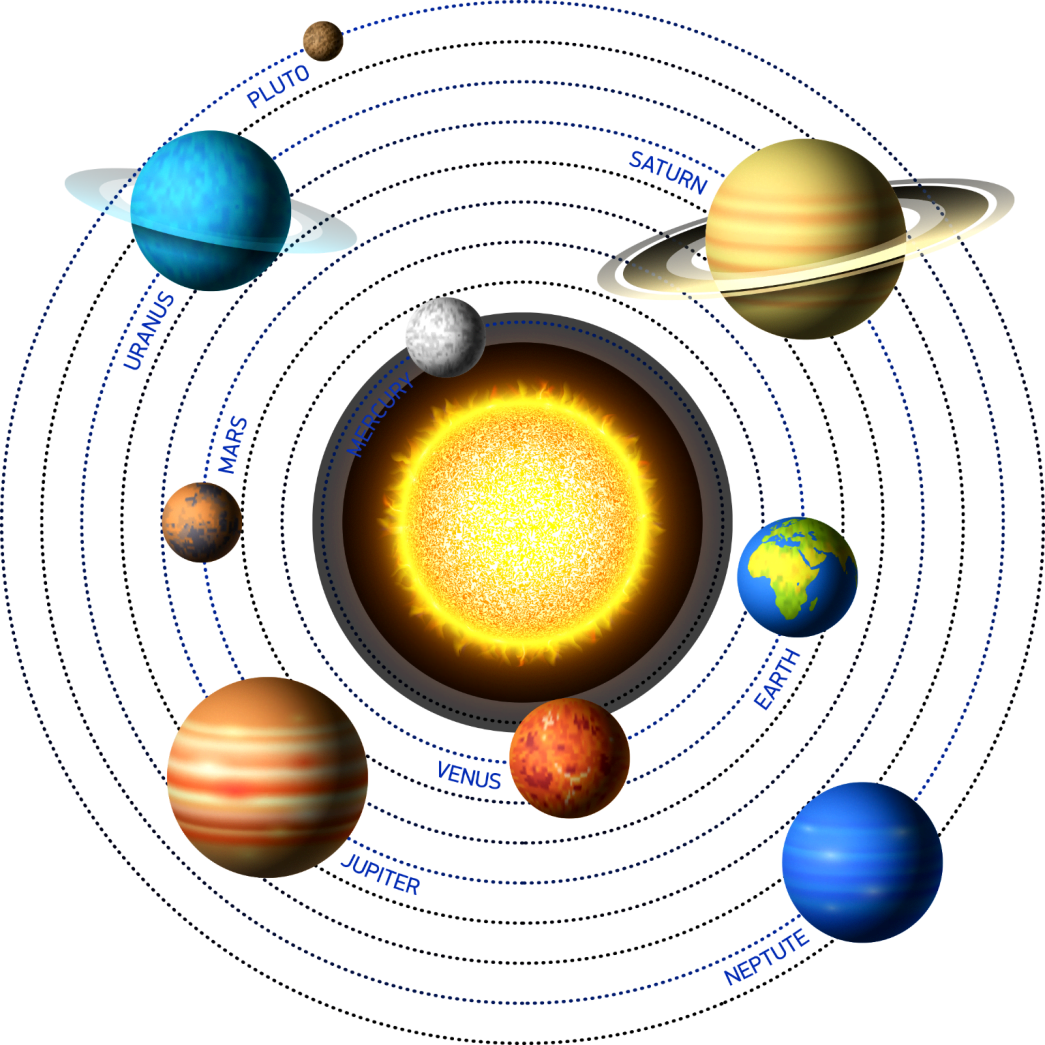 PLUTO
SATURN
URANUS
MERCURY
MARS
EARTH
VENUS
JUPITER
NEPTUTE